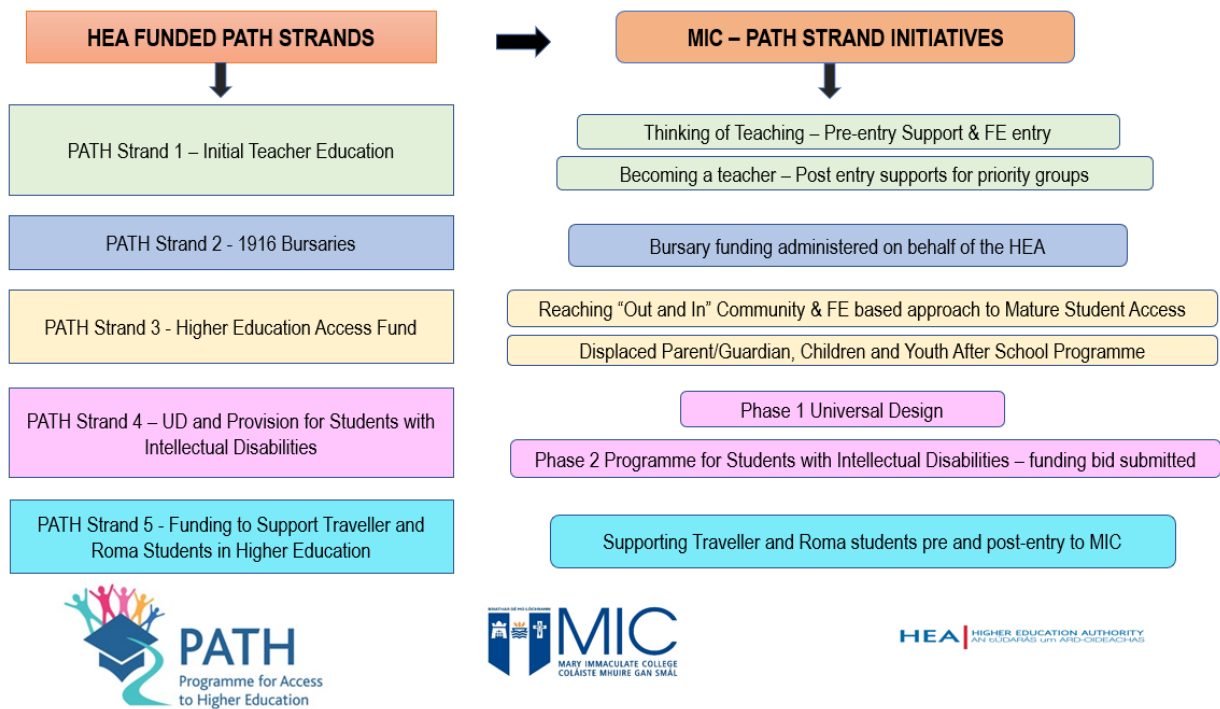 HEA FUNDED PATH STRANDS
MIC – PATH STRAND INITIATIVES
PATH Strand 1 – Initial Teacher Education
Thinking of Teaching – Pre-entry Support & FE entry
Becoming a teacher – Post entry supports for priority groups
PATH Strand 2 - 1916 Bursaries
Bursary funding administered on behalf of the HEA
PATH Strand 3 - Higher Education Access Fund
Reaching “Out and In” Community & FE based approach to Mature Student Access
Displaced Parent/Guardian, Children and Youth After School Programme
PATH Strand 4 – UD and Provision for Students with
Intellectual Disabilities
Phase 1 Universal Design
Phase 2 Programme for Students with Intellectual Disabilities – funding bid submitted
PATH Strand 5 - Funding to Support Traveller and
Roma Students in Higher Education
Supporting Traveller and Roma students pre and post-entry to MIC
PATH
Programme for Access
to Higher Education
MIC
MARY IMMACULATE COLLEGE
COLÁISTE MHUIRE GAN SMÁL
HEA
HIGHER EDUCATION AUTHORITY
AN tÚDARÁS um ARD-OIDEACHAS